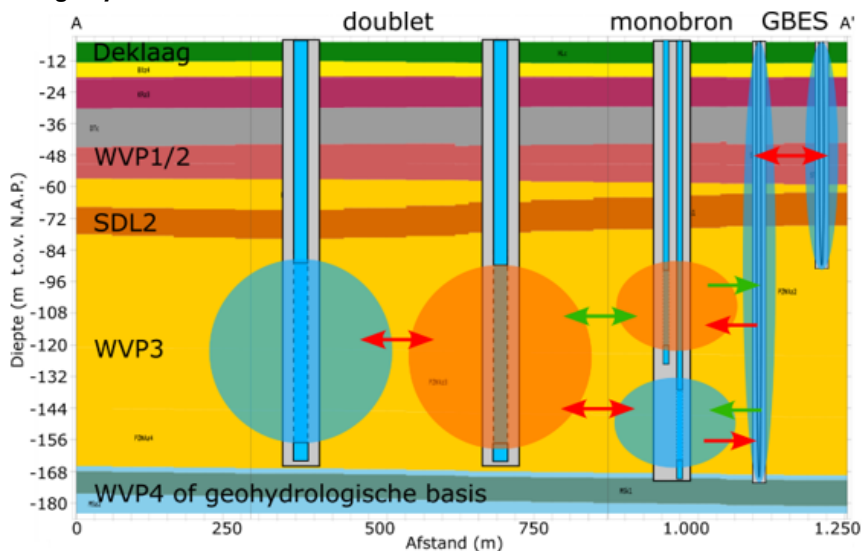 doublet monobron GBES
A A'
Deklaag
-12
-24
-36
WVP1/2
-48
-60
SDL2
-72
-84
-96
-108
WVP3
-120
-132
-144
-156
-168
WVP4 of geohydrologische basis
-180
Diepte (m t.o.v. N.A.P.)
0 250 500 750 1.000 1.250
Afstand (m)